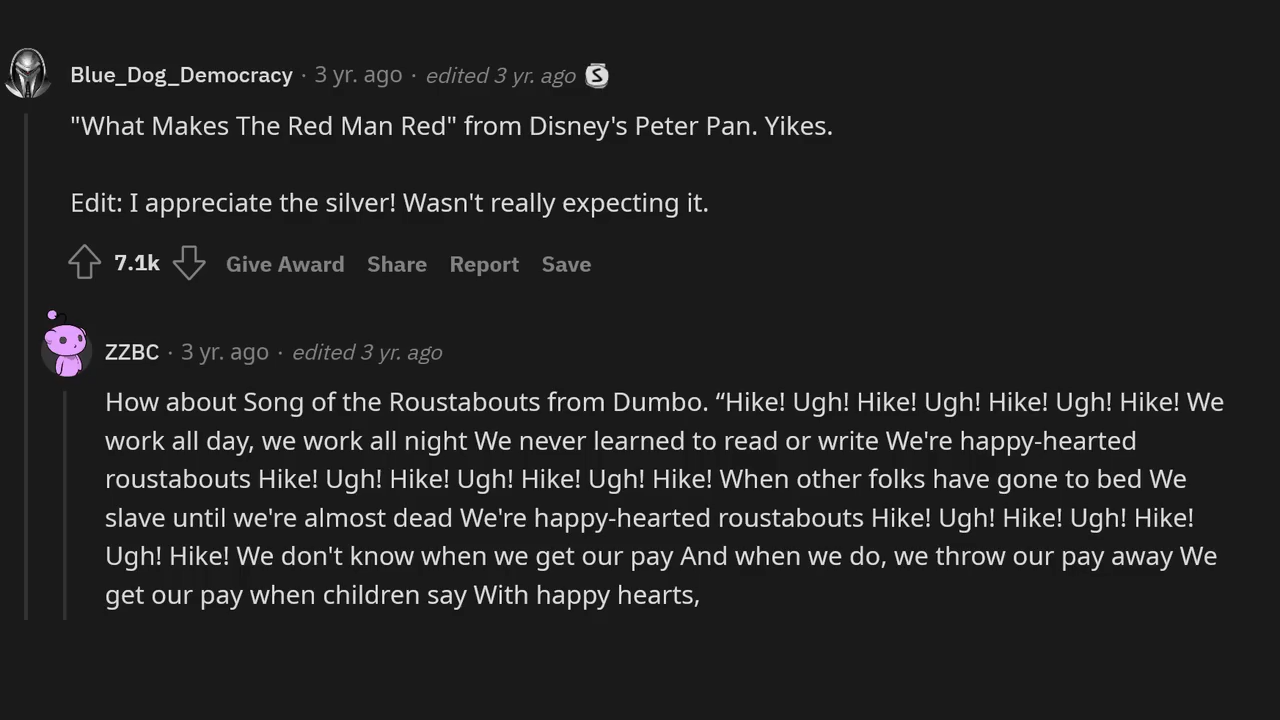 Blue_Dog_Democracy · 3 yr. ago · edited 3 yr. ago S
"What Makes The Red Man Red" from Disney's Peter Pan. Yikes.
Edit: I appreciate the silver! Wasn't really expecting it.
7.1k Give Award Share Report Save
ZZBC · 3 yr. ago · edited 3 yr. ago
How about Song of the Roustabouts from Dumbo. “Hike! Ugh! Hike! Ugh! Hike! Ugh! Hike! We
work all day, we work all night We never learned to read or write We're happy-hearted
roustabouts Hike! Ugh! Hike! Ugh! Hike! Ugh! Hike! When other folks have gone to bed We
slave until we're almost dead We're happy-hearted roustabouts Hike! Ugh! Hike! Ugh! Hike!
Ugh! Hike! We don't know when we get our pay And when we do, we throw our pay away We
get our pay when children say With happy hearts,